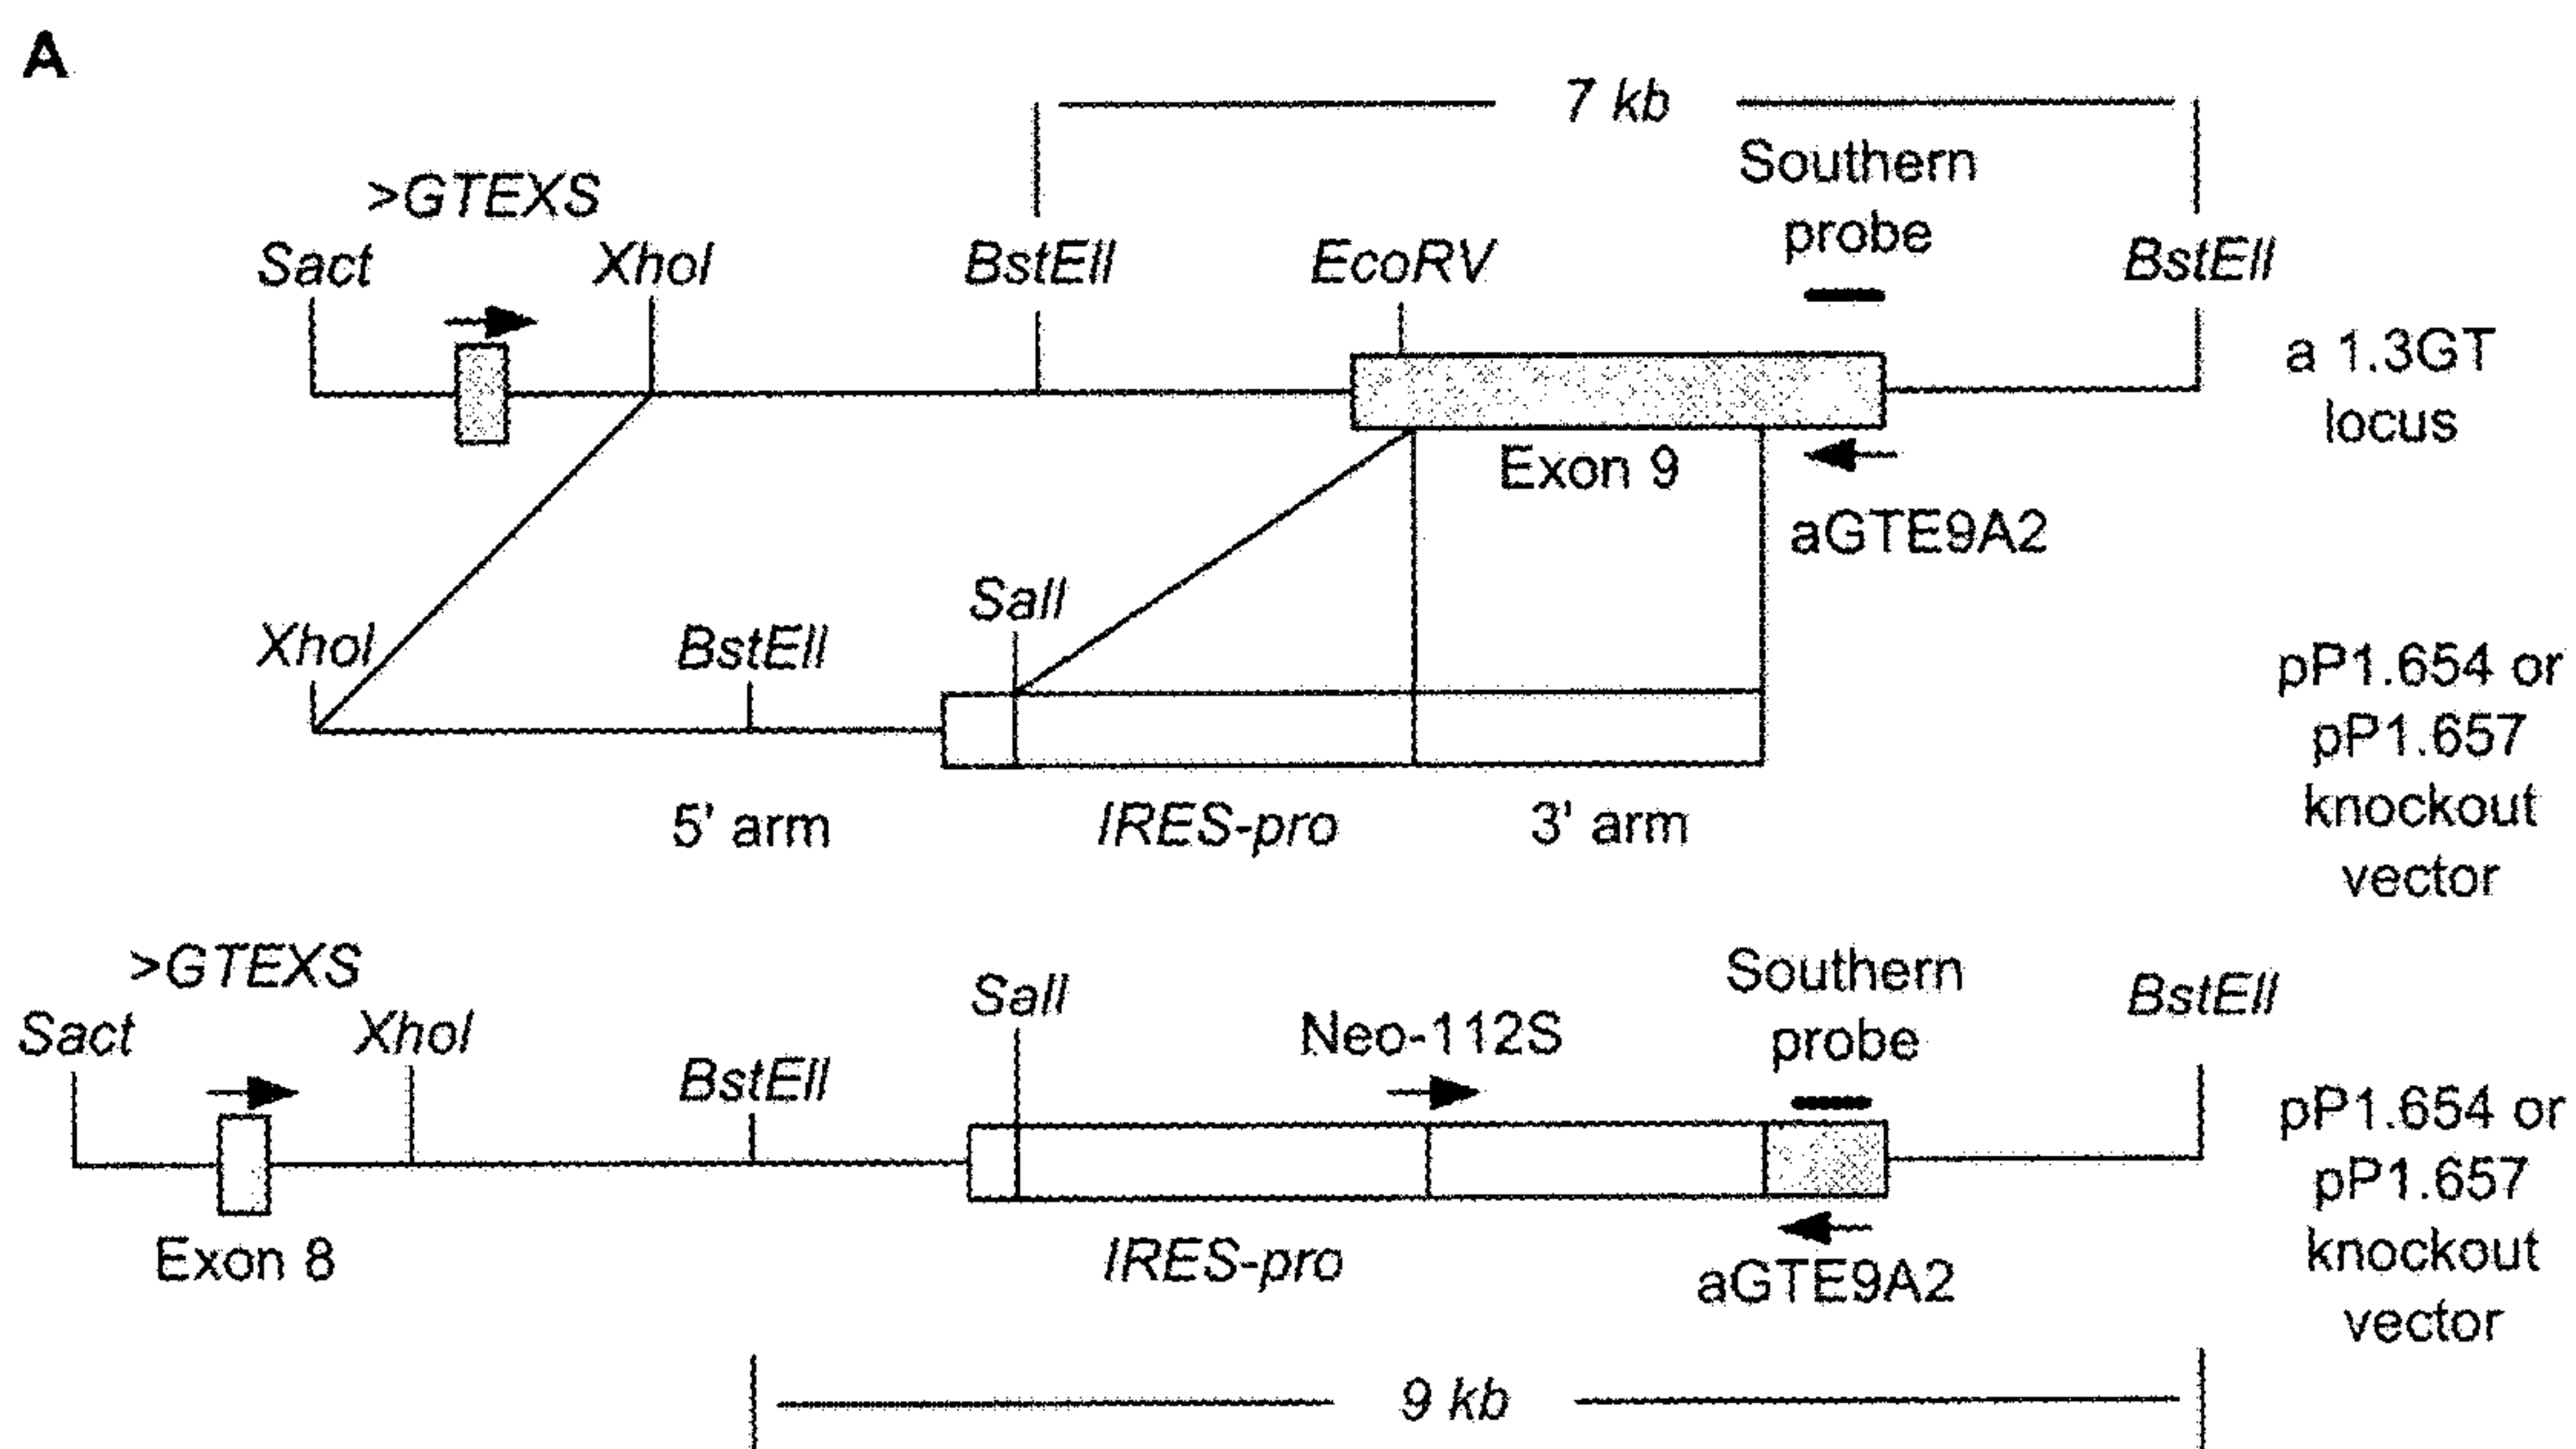 A
7 kb
Southern
probe
>GTEXS
Sact
XhoI
BstEII
EcoRV
BstEII
a 1.3GT
locus
Exon 9
aGTE9A2
SalI
XhoI
BstEII
pP1.654 or
pP1.657
knockout
vector
5' arm
IRES-pro
3' arm
>GTEXS
Sact
XhoI
BstEII
SalI
Neo-112S
Southern
probe
BstEII
pP1.654 or
pP1.657
knockout
vector
Exon 8
IRES-pro
aGTE9A2
9 kb